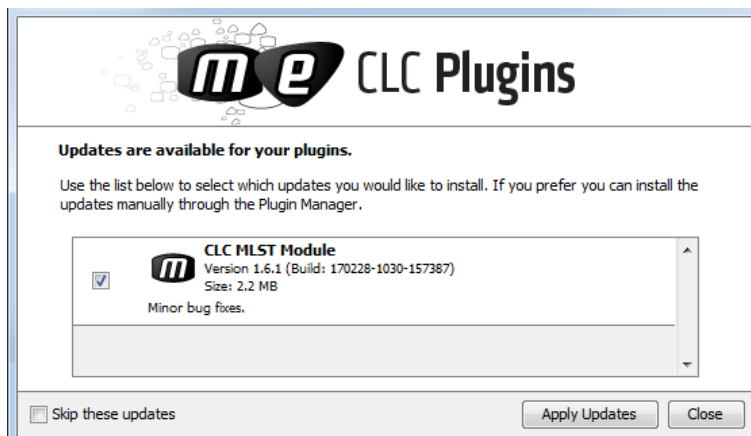 m e CLC Plugins
Updates are available for your plugins.
Use the list below to select which updates you would like to install. If you prefer you can install the
updates manually through the Plugin Manager.
m
CLC MLST Module
Version 1.6.1 (Build: 170228-1030-157387)
Size: 2.2 MB
Minor bug fixes.
Skip these updates
Apply Updates
Close